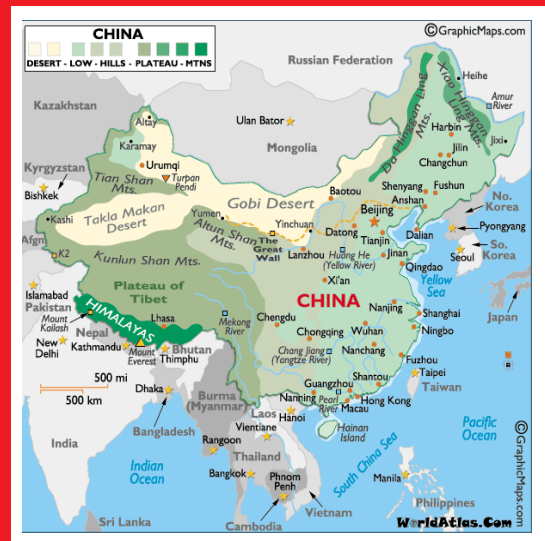 ©GraphicMaps.com
CHINA
DESERT - LOW - HILLS - PLATEAU - MTNS
Russian Federation
Kazakhstan
Mongolia
Ulan Bator
Altay
Karamay
Urumqi
Turpan
Pendi
Tian Shan
Mts.
Kyrgyzstan
Bishkek
Kashi
Takla Makan
Desert
Afgn
K2
Kunlun Shan Mts.
Altun Shan
Mts.
Yumen
Gobi Desert
Yinchuan
The
Great
Wall
Lanzhou
Baotou
Datong
Beijing
Tianjin
Huang He
(Yellow River)
Jinan
Qingdao
Da Hinggan Ling
Mts.
Xiao Hinggan
Ling Mts.
Heihe
Amur
River
Harbin
Jilin
Jixi
Changchun
Shenyang
Fushun
Anshan
Dalian
No.
Korea
Pyongyang
So.
Korea
Seoul
Yellow
Sea
Japan
Xi'an
CHINA
Plateau of
Tibet
HIMALAYAS
Lhasa
Islamabad
Pakistan
Mount
Kailash
New
Delhi
Nepal
Kathmandu
Mount
Everest
Bhutan
Thimphu
Mekong
River
Chengdu
Chongqing
Chang Jiang
(Yangtze River)
Wuhan
Nanchang
Nanjing
Shanghai
Ningbo
Fuzhou
Taipei
Taiwan
Shantou
Guangzhou
Nanning
Pearl
River
Macau
Hong Kong
Hainan
Island
500 mi
500 km
Dhaka
Bangladesh
India
Burma
(Myanmar)
Rangoon
Laos
Hanoi
Vientiane
Thailand
Bangkok
Phnom
Penh
Cambodia
Vietnam
South China Sea
Pacific
Ocean
Indian
Ocean
Manila
Philippines
Sri Lanka
©GraphicMaps.com
WorldAtlas.Com